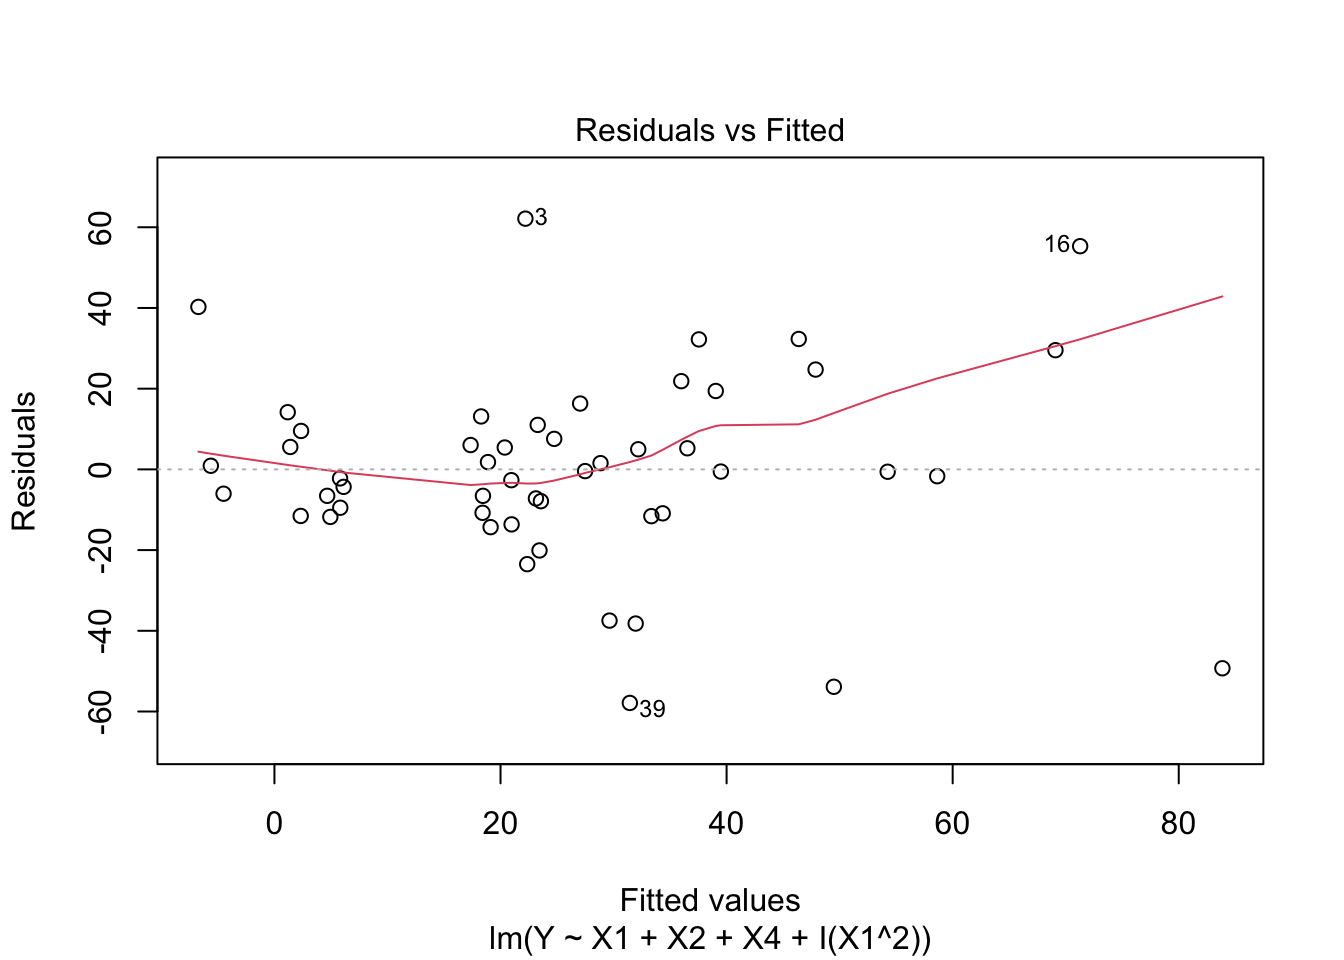 Residuals vs Fitted
Residuals
60
40
20
0
-20
-40
-60
3
16
39
0 20 40 60 80
Fitted values
lm(Y ~ X1 + X2 + X4 + I(X1^2))